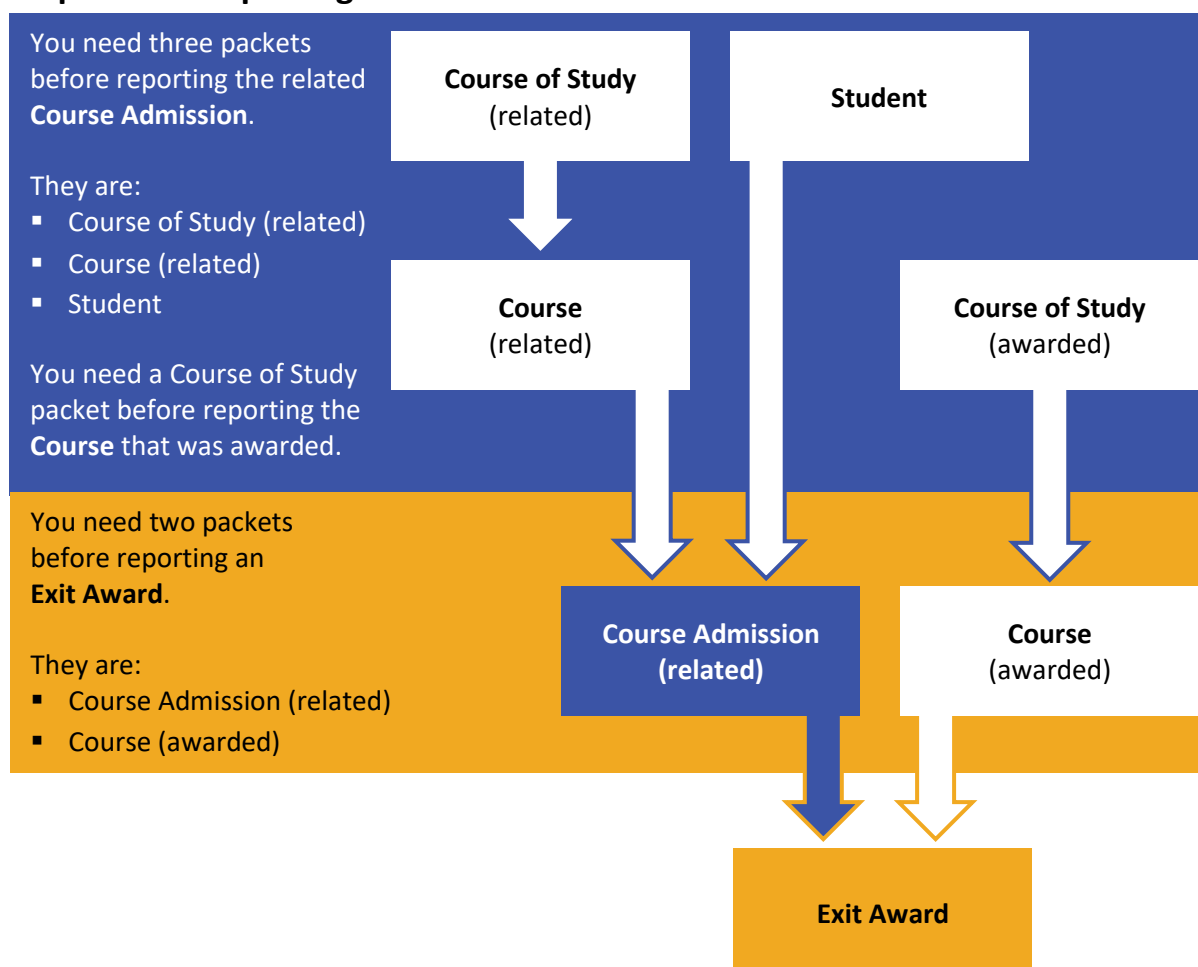 You need three packets
before reporting the related
Course Admission.
They are:
▪ Course of Study (related)
▪ Course (related)
▪ Student
You need a Course of Study
packet before reporting the
Course that was awarded.
Course of Study
(related)
Student
Course
(related)
Course of Study
(awarded)
You need two packets
before reporting an
Exit Award.
They are:
▪ Course Admission (related)
▪ Course (awarded)
Course Admission
(related)
Course
(awarded)
Exit Award